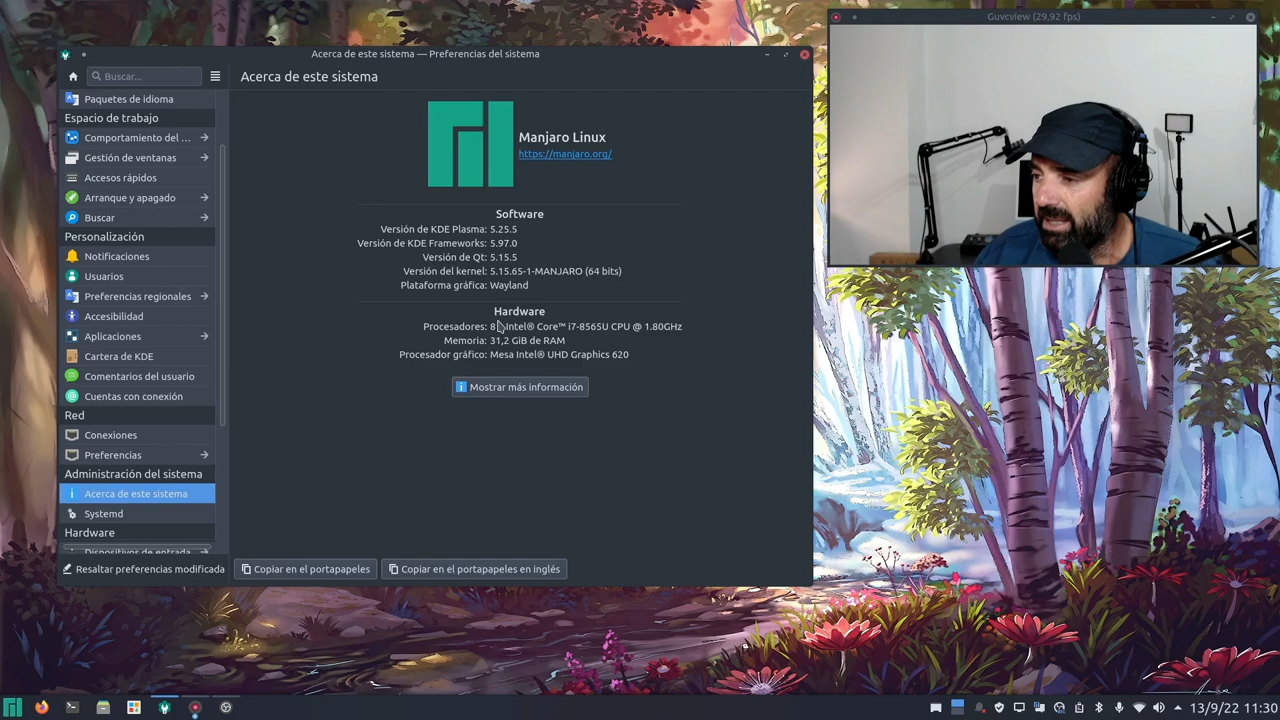 Guvcview (29,92 fps)
Acerca de este sistema — Preferencias del sistema
Buscar...
Acerca de este sistema
Paquetes de idioma
Espacio de trabajo
Comportamiento del ...
Gestión de ventanas
Accesos rápidos
Arranque y apagado
Buscar
Personalización
Notificaciones
Usuarios
Preferencias regionales
Accesibilidad
Aplicaciones
Cartera de KDE
Comentarios del usuario
Cuentas con conexión
Red
Conexiones
Preferencias
Administración del sistema
Acerca de este sistema
Systemd
Hardware
Dispositivos de entrada
Resaltar preferencias modificada
Manjaro Linux
https://manjaro.org/
Software
Versión de KDE Plasma: 5.25.5
Versión de KDE Frameworks: 5.97.0
Versión de Qt: 5.15.5
Versión del kernel: 5.15.65-1-MANJARO (64 bits)
Plataforma gráfica: Wayland
Hardware
Procesadores: 8 × Intel® Core™ i7-8565U CPU @ 1.80GHz
Memoria: 31,2 GiB de RAM
Procesador gráfico: Mesa Intel® UHD Graphics 620
Mostrar más información
Copiar en el portapapeles
Copiar en el portapapeles en inglés
13/9/22 11:30